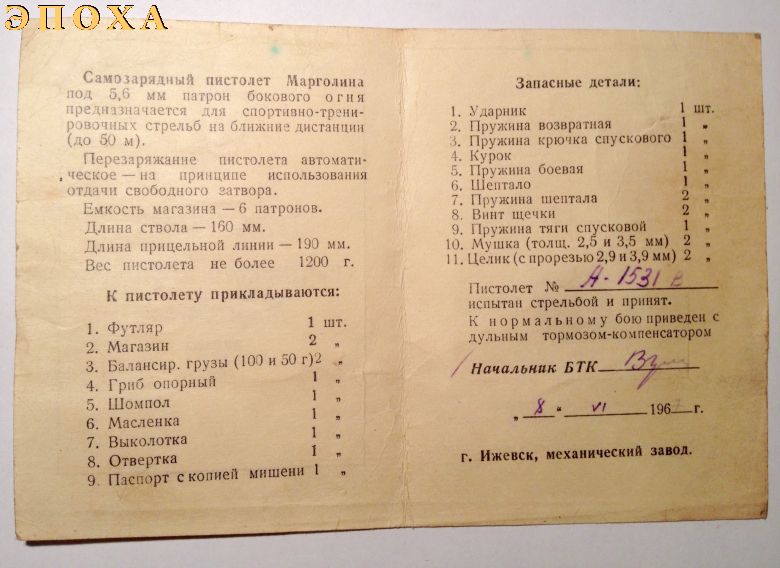 ЭПОХА
Самозарядный пистолет Марголина
под 5,6 мм патрон бокового огня
предназначается для спортивно-трени-
ровочных стрельб на ближние дистанции
(до 50 м).
Перезаряжание пистолета автомати-
ческое — на принципе использования
отдачи свободного затвора.
Емкость магазина — 6 патронов.
Длина ствола — 160 мм.
Длина прицельной линии — 190 мм.
Вес пистолета не более 1200 г.
К пистолету прикладываются:
1. Футляр 1 шт.
2. Магазин 2 „
3. Балансир. грузы (100 и 50 г) 2 „
4. Гриб опорный 1 „
5. Шомпол 1 „
6. Масленка 1 „
7. Выколотка 1 „
8. Отвертка 1 „
9. Паспорт с копией мишени 1 „
Запасные детали:
1. Ударник 1 шт.
2. Пружина возвратная 1 „
3. Пружина крючка спускового 1 „
4. Курок 1 „
5. Пружина боевая 1 „
6. Шептало 1 „
7. Пружина шептала 2 „
8. Винт щечки 2 „
9. Пружина тяги спусковой 1 „
10. Мушка (толщ. 2,5 и 3,5 мм) 2 „
11. Целик (с прорезью 2,9 и 3,9 мм) 2 „
Пистолет № А-1531 В
испытан стрельбой и принят.
К нормальному бою приведен с
дульным тормозом-компенсатором
Начальник БТК
„ 8 “ VI 1967 г.
г. Ижевск, механический завод.